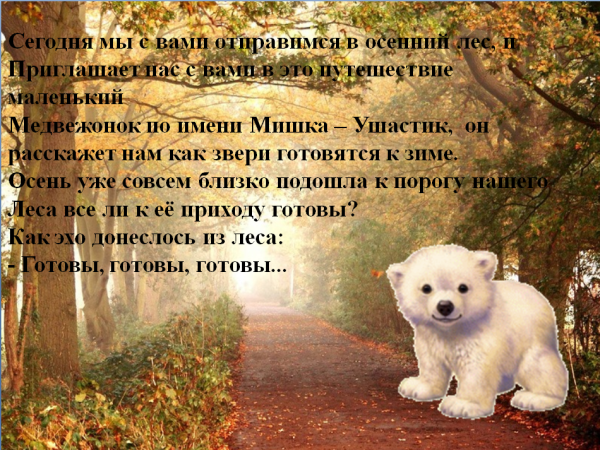 Сегодня мы с вами отправимся в осенний лес, и
Приглашает нас с вами в это путешествие
маленький
Медвежонок по имени Мишка – Ушастик, он
расскажет нам как звери готовятся к зиме.
Осень уже совсем близко подошла к порогу нашего
Леса все ли к её приходу готовы?
Как эхо донеслось из леса:
- Готовы, готовы, готовы...